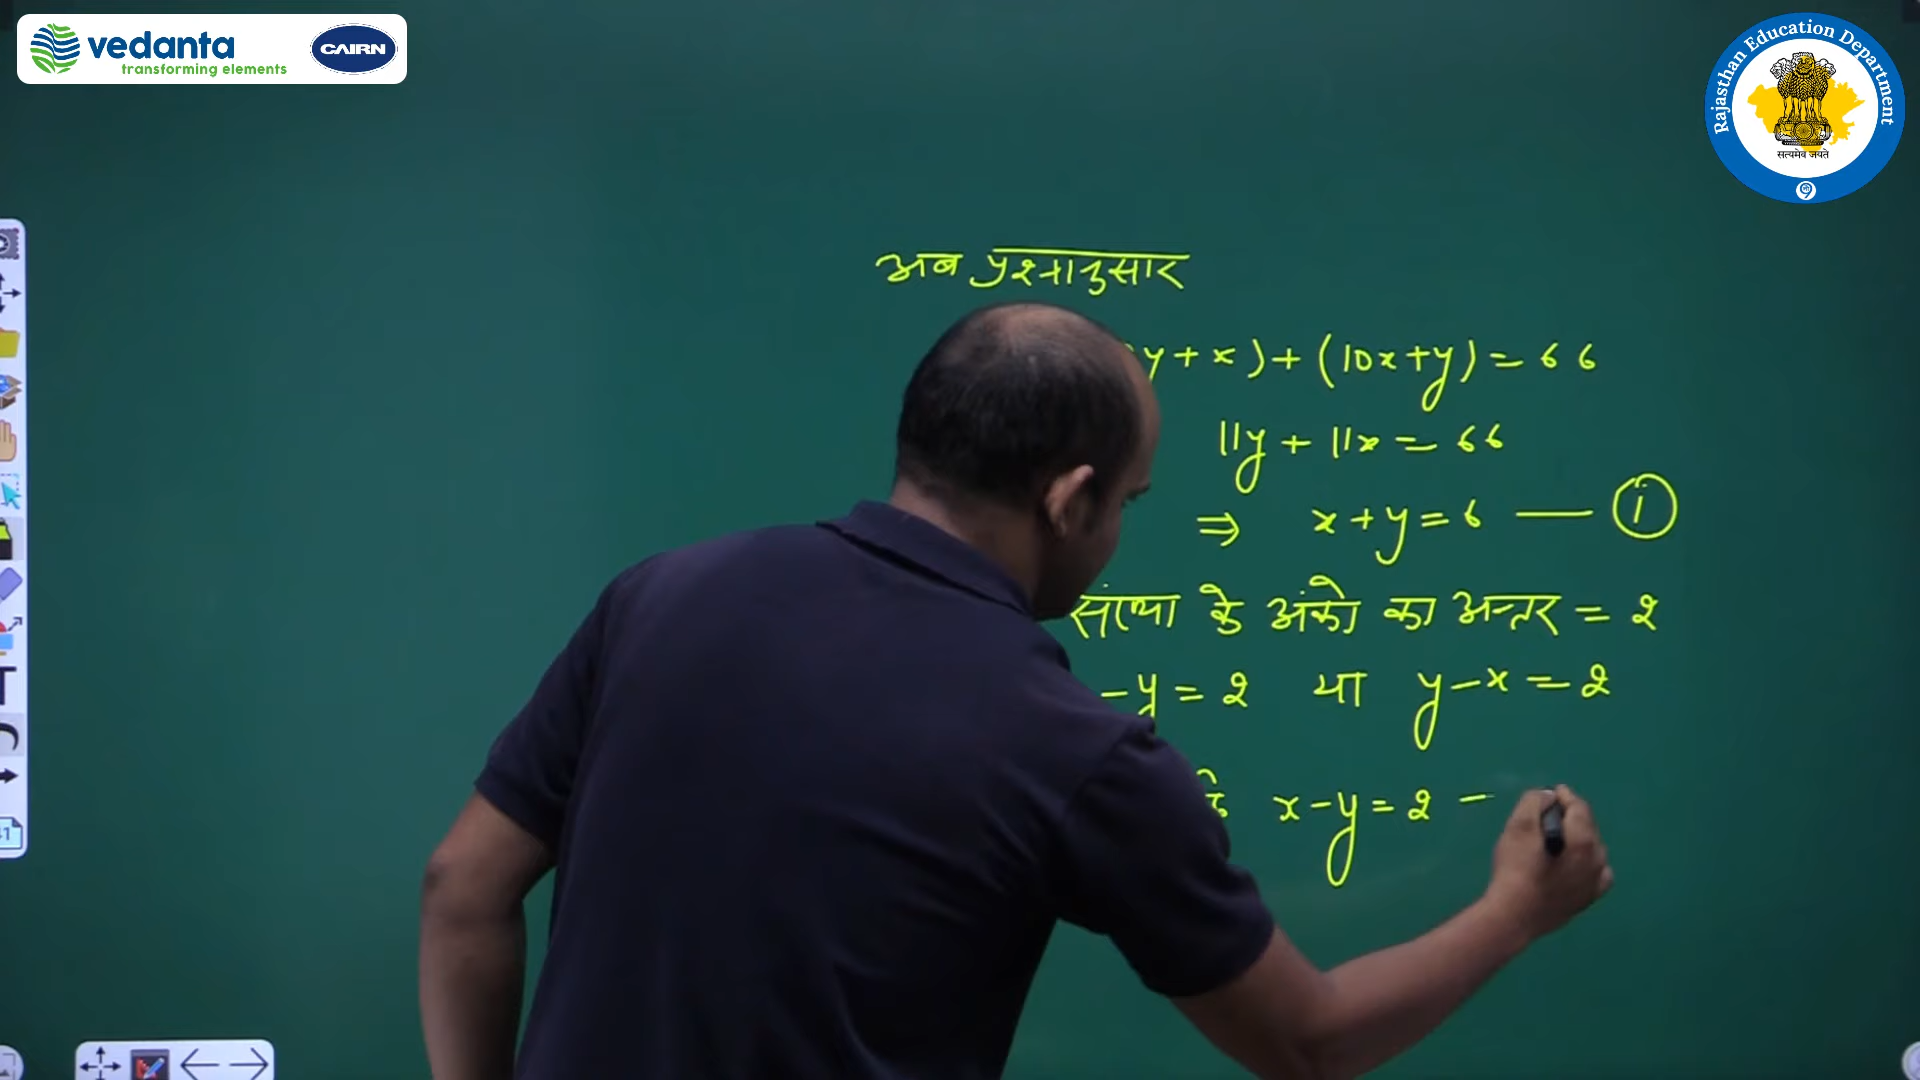 vedanta
transforming elements
CAIRN
Rajasthan Education Department
सत्यमेव जयते
अब प्रश्नानुसार
y + x) + (10x + y) = 66
11y + 11x = 66
⇒ x + y = 6 — (i)
संख्या के अंको का अन्तर = 2
- y = 2 या y - x = 2
x - y = 2 -